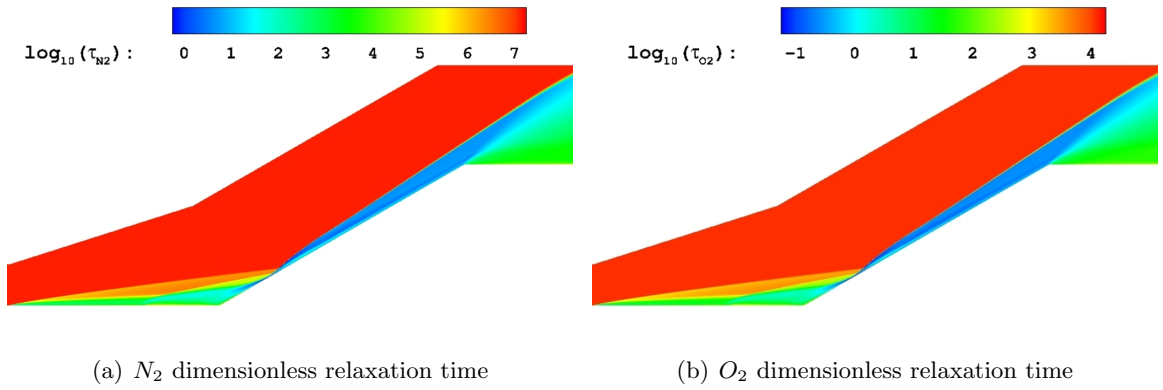 log₁₀(τN2): 0 1 2 3 4 5 6 7
log₁₀(τO2): −1 0 1 2 3 4
(a) N₂ dimensionless relaxation time
(b) O₂ dimensionless relaxation time